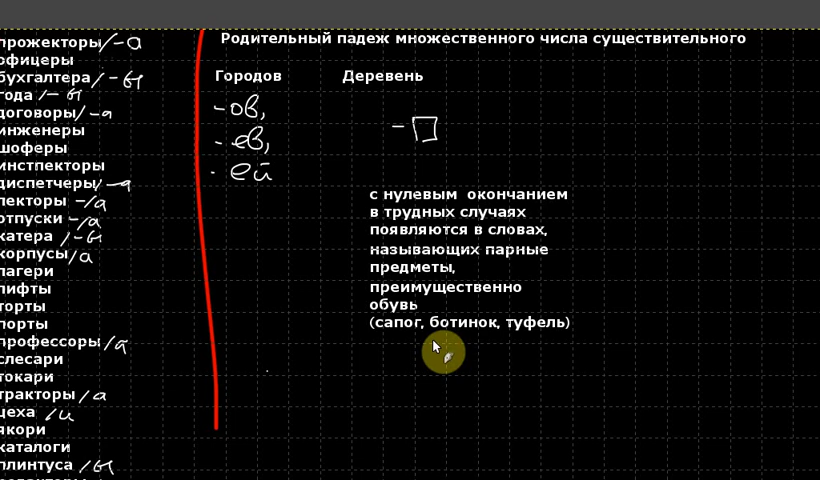 прожекторы/-а
офицеры
бухгалтера/-ы
года /-ы
договоры/-а
инженеры
шоферы
инстпекторы
диспетчеры/-а
лекторы -/а
отпуски -/а
катера /-ы
корпусы/а
лагери
лифты
торты
порты
профессоры/а
слесари
токари
тракторы/а
цеха /и
якори
каталоги
плинтуса /ы
Родительный падеж множественного числа существительного
Городов Деревень
-ов,
-ев,
-ей
-
с нулевым окончанием
в трудных случаях
появляются в словах,
называющих парные
предметы,
преимущественно
обувь
(сапог, ботинок, туфель)